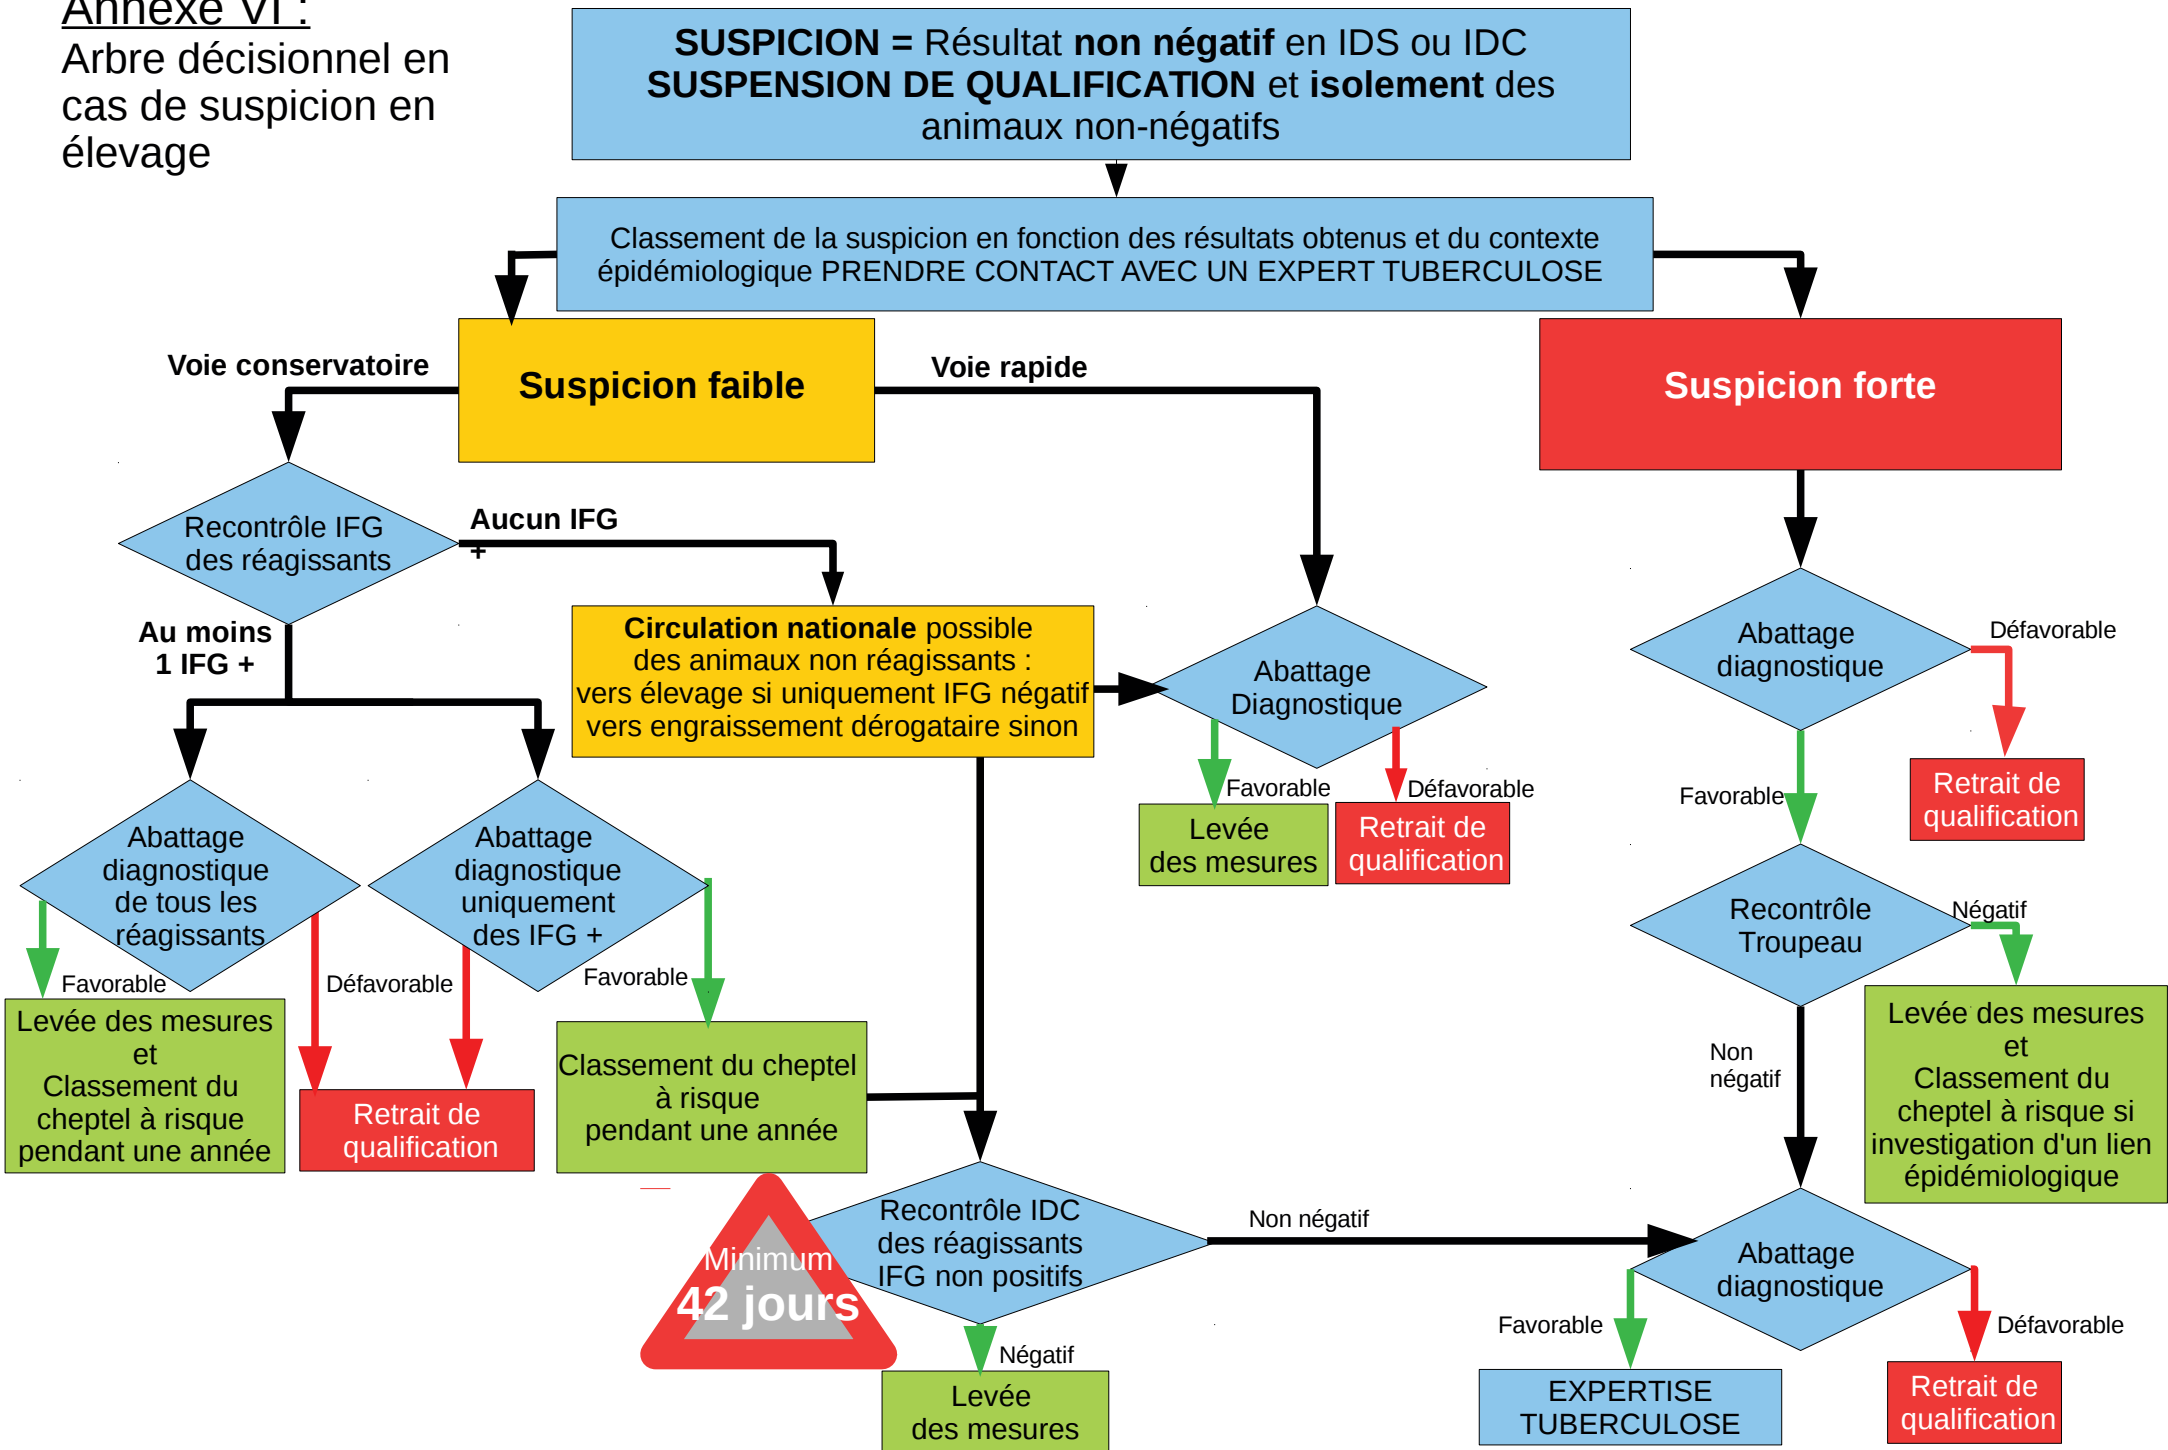 Annexe VI :
Arbre décisionnel en
cas de suspicion en
élevage
SUSPICION = Résultat non négatif en IDS ou IDC
SUSPENSION DE QUALIFICATION et isolement des
animaux non-négatifs
Classement de la suspicion en fonction des résultats obtenus et du contexte
épidémiologique PRENDRE CONTACT AVEC UN EXPERT TUBERCULOSE
Voie conservatoire
Suspicion faible
Voie rapide
Suspicion forte
Recontrôle IFG
des réagissants
Aucun IFG
+
Au moins
1 IFG +
Circulation nationale possible
des animaux non réagissants :
vers élevage si uniquement IFG négatif
vers engraissement dérogataire sinon
Abattage
Diagnostique
Favorable
Défavorable
Levée
des mesures
Retrait de
qualification
Abattage
diagnostique
Défavorable
Favorable
Retrait de
qualification
Abattage
diagnostique
de tous les
réagissants
Abattage
diagnostique
uniquement
des IFG +
Favorable
Défavorable
Favorable
Levée des mesures
et
Classement du
cheptel à risque
pendant une année
Retrait de
qualification
Classement du cheptel
à risque
pendant une année
Recontrôle
Troupeau
Négatif
Non
négatif
Levée des mesures
et
Classement du
cheptel à risque si
investigation d'un lien
épidémiologique
Minimum
42 jours
Recontrôle IDC
des réagissants
IFG non positifs
Non négatif
Négatif
Levée
des mesures
Abattage
diagnostique
Favorable
Défavorable
EXPERTISE
TUBERCULOSE
Retrait de
qualification